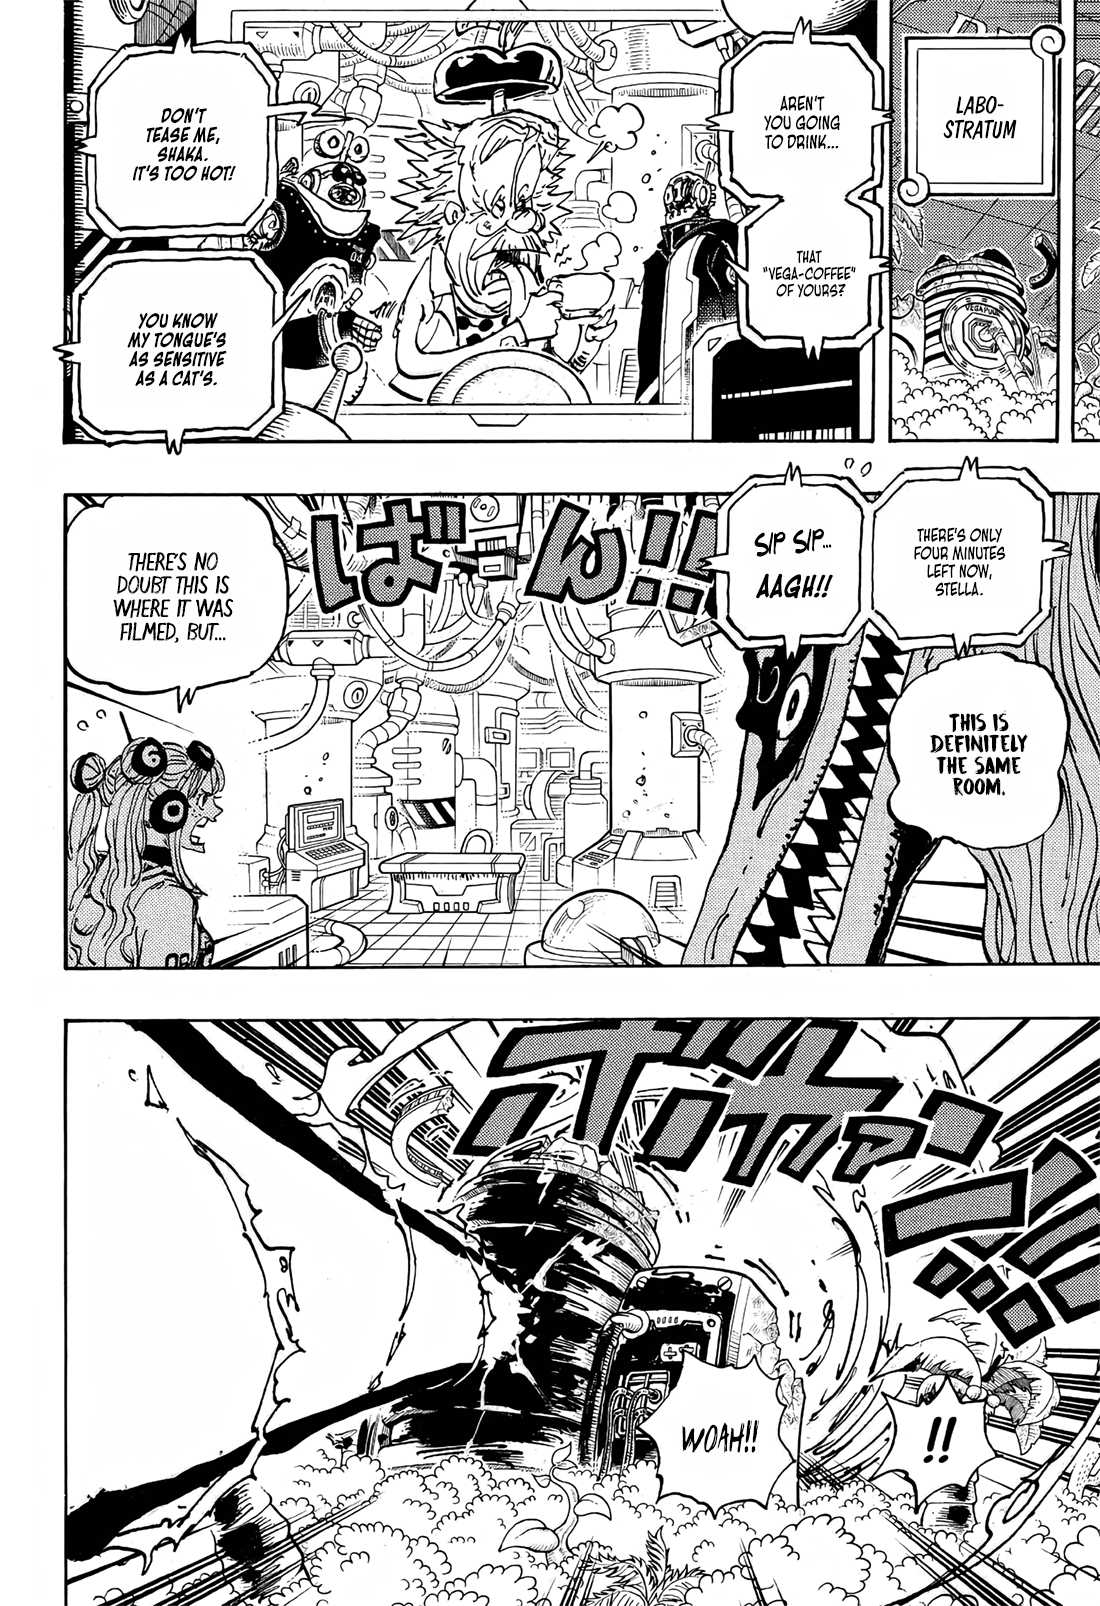 LABO-
STRATUM
VEGAPUNK
AREN'T
YOU GOING
TO DRINK...
THAT
"VEGA-COFFEE"
OF YOURS?
DON'T
TEASE ME,
SHAKA.
IT'S TOO HOT!
YOU KNOW
MY TONGUE'S
AS SENSITIVE
AS A CAT'S.
THERE'S ONLY
FOUR MINUTES
LEFT NOW,
STELLA.
SIP SIP...
AAGH!!
THIS IS
DEFINITELY
THE SAME
ROOM.
ばーん!!
THERE'S NO
DOUBT THIS IS
WHERE IT WAS
FILMED, BUT...
!!
WOAH!!